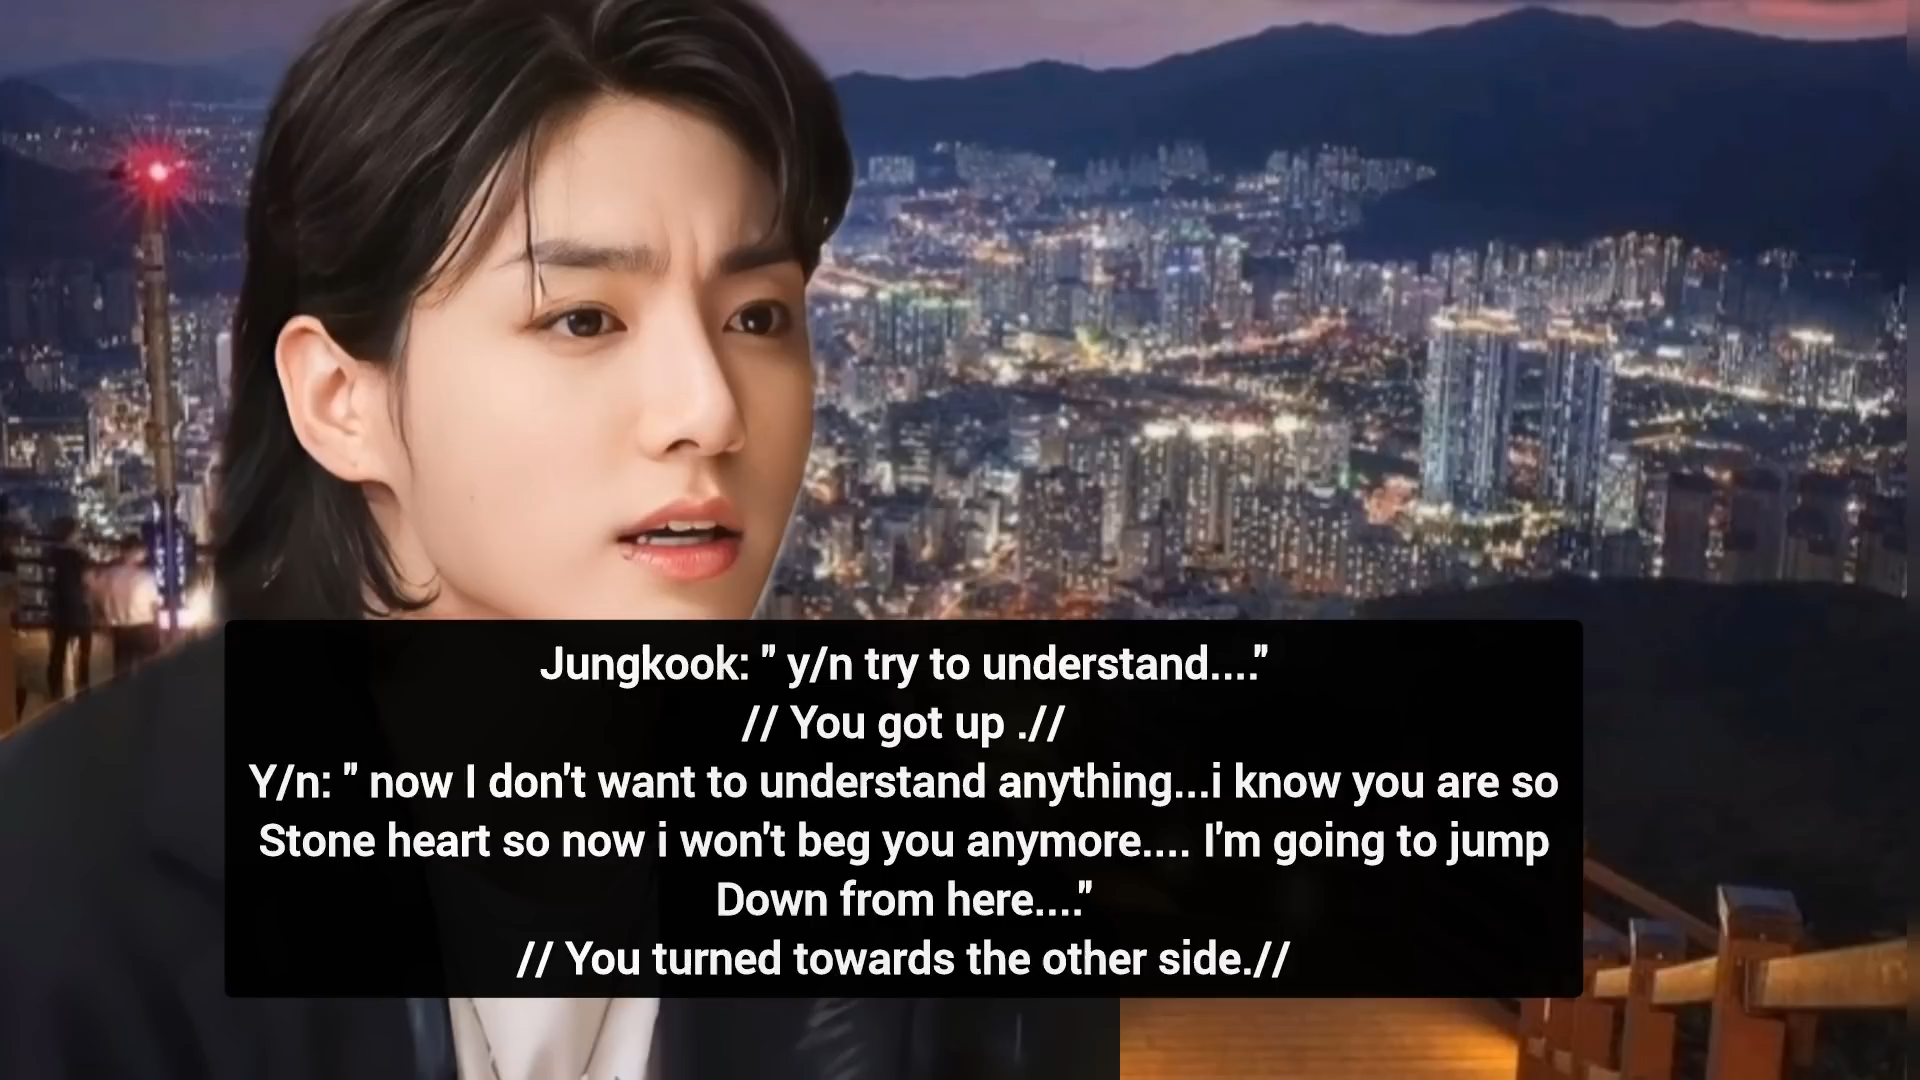 Jungkook: " y/n try to understand...."
// You got up .//
Y/n: " now I don't want to understand anything...i know you are so
Stone heart so now i won't beg you anymore.... I'm going to jump
Down from here...."
// You turned towards the other side.//